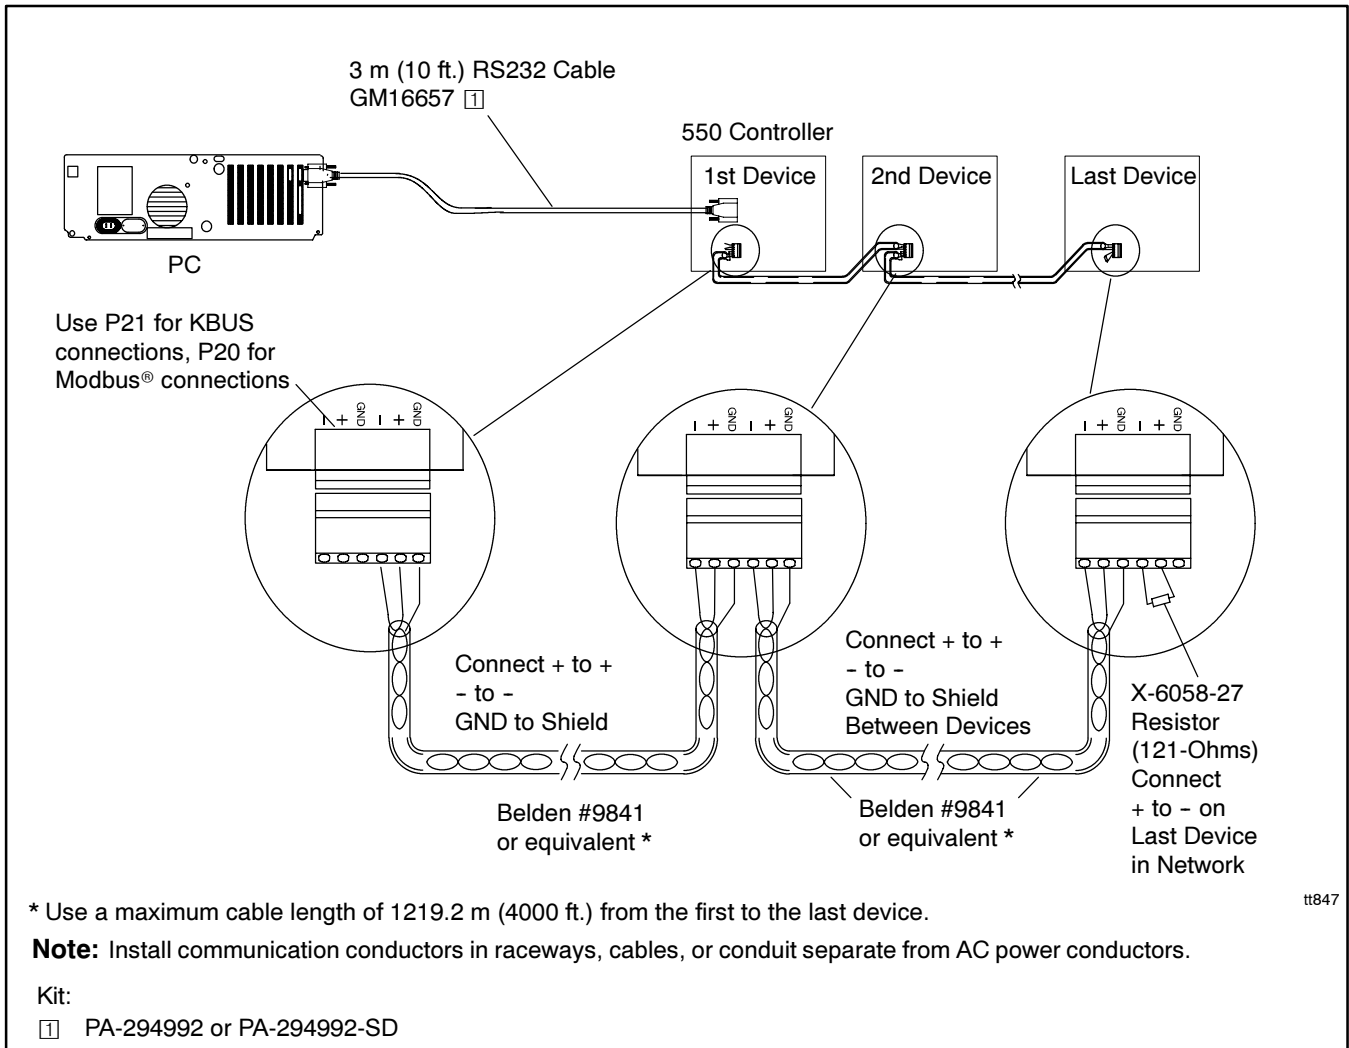 3 m (10 ft.) RS232 Cable
GM16657 1
550 Controller
1st Device
2nd Device
Last Device
PC
Use P21 for KBUS
connections, P20 for
Modbus® connections
- + GND - + GND
- + GND - + GND
- + GND - + GND
Connect + to +
- to -
GND to Shield
Connect + to +
- to -
GND to Shield
Between Devices
X-6058-27
Resistor
(121-Ohms)
Connect
+ to - on
Last Device
in Network
Belden #9841
or equivalent *
Belden #9841
or equivalent *
tt847
* Use a maximum cable length of 1219.2 m (4000 ft.) from the first to the last device.
Note: Install communication conductors in raceways, cables, or conduit separate from AC power conductors.
Kit:
1 PA-294992 or PA-294992-SD